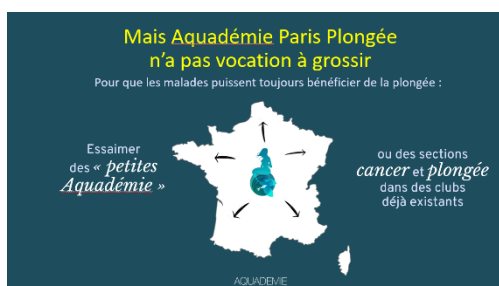 Mais Aquadémie Paris Plongée
n'a pas vocation à grossir
Pour que les malades puissent toujours bénéficier de la plongée :
Essaimer
des « petites
Aquadémie »
ou des sections
cancer et plongée
dans des clubs
déjà existants
AQUADEMIE